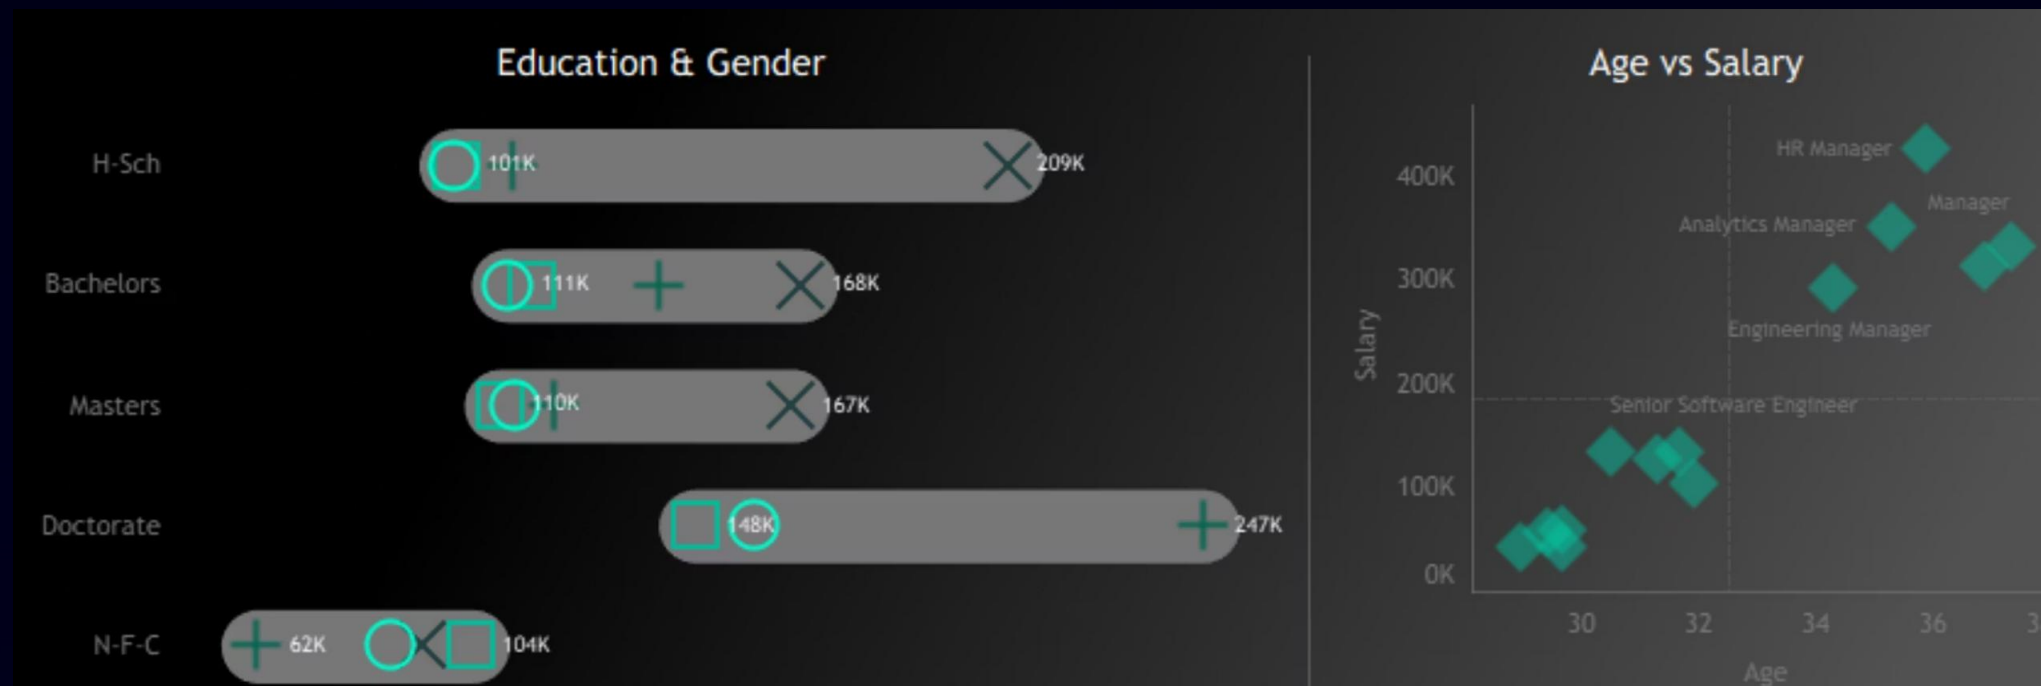 Education & Gender
H-Sch
101K
209K
Bachelors
111K
168K
Masters
110K
167K
Doctorate
148K
247K
N-F-C
62K
104K
Age vs Salary
HR Manager
Manager
Analytics Manager
Engineering Manager
Senior Software Engineer
Salary
400K
300K
200K
100K
0K
30
32
34
36
Age